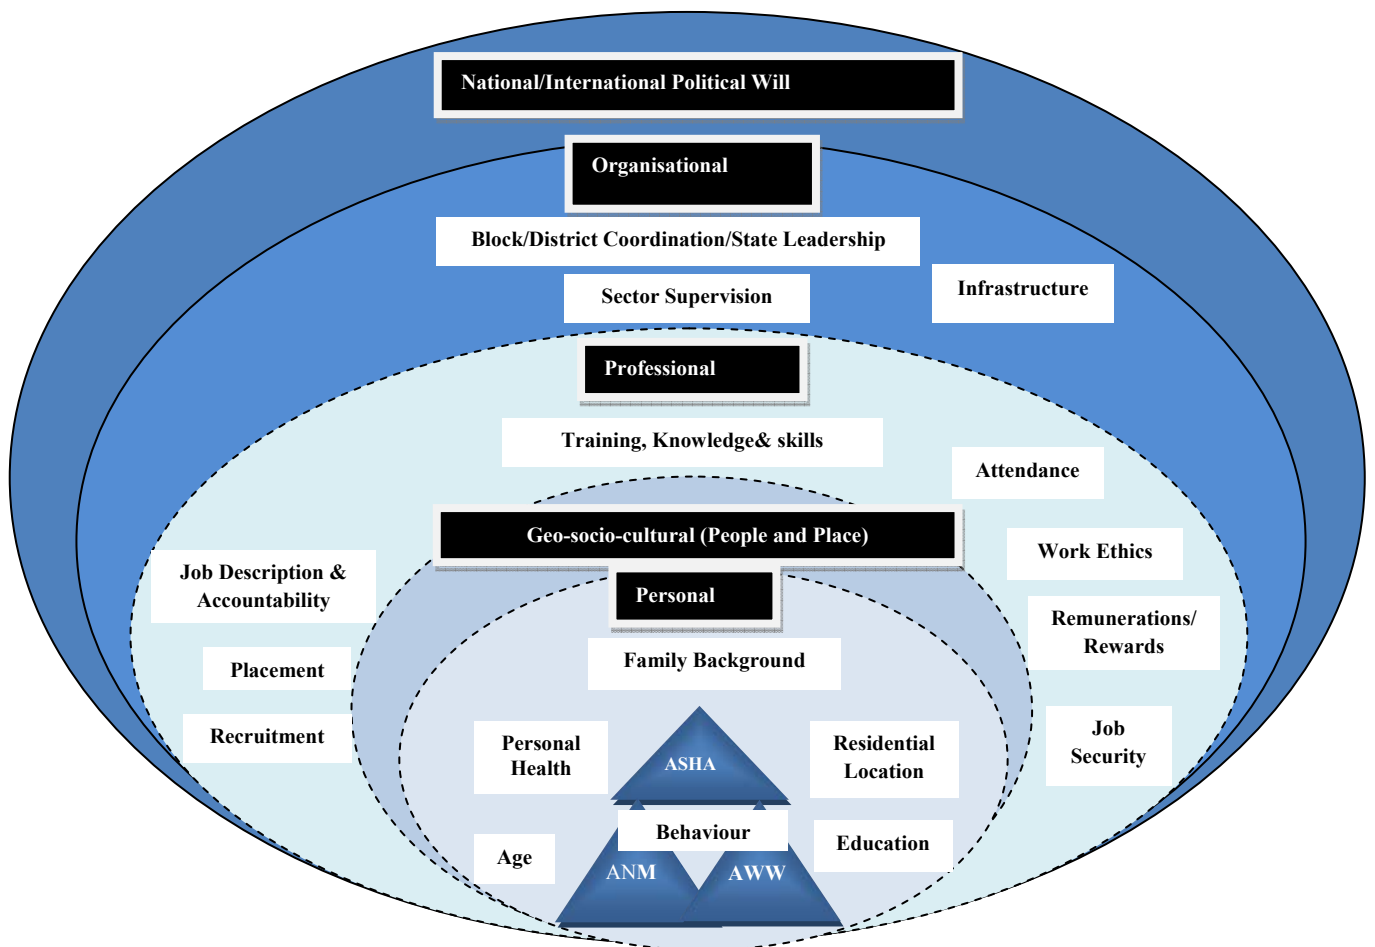 National/International Political Will
Organisational
Block/District Coordination/State Leadership
Infrastructure
Sector Supervision
Professional
Training, Knowledge& skills
Attendance
Geo-socio-cultural (People and Place)
Work Ethics
Job Description &
Accountability
Personal
Remunerations/
Rewards
Family Background
Placement
Recruitment
Personal
Health
ASHA
Residential
Location
Job
Security
Behaviour
Education
Age
ANM
AWW